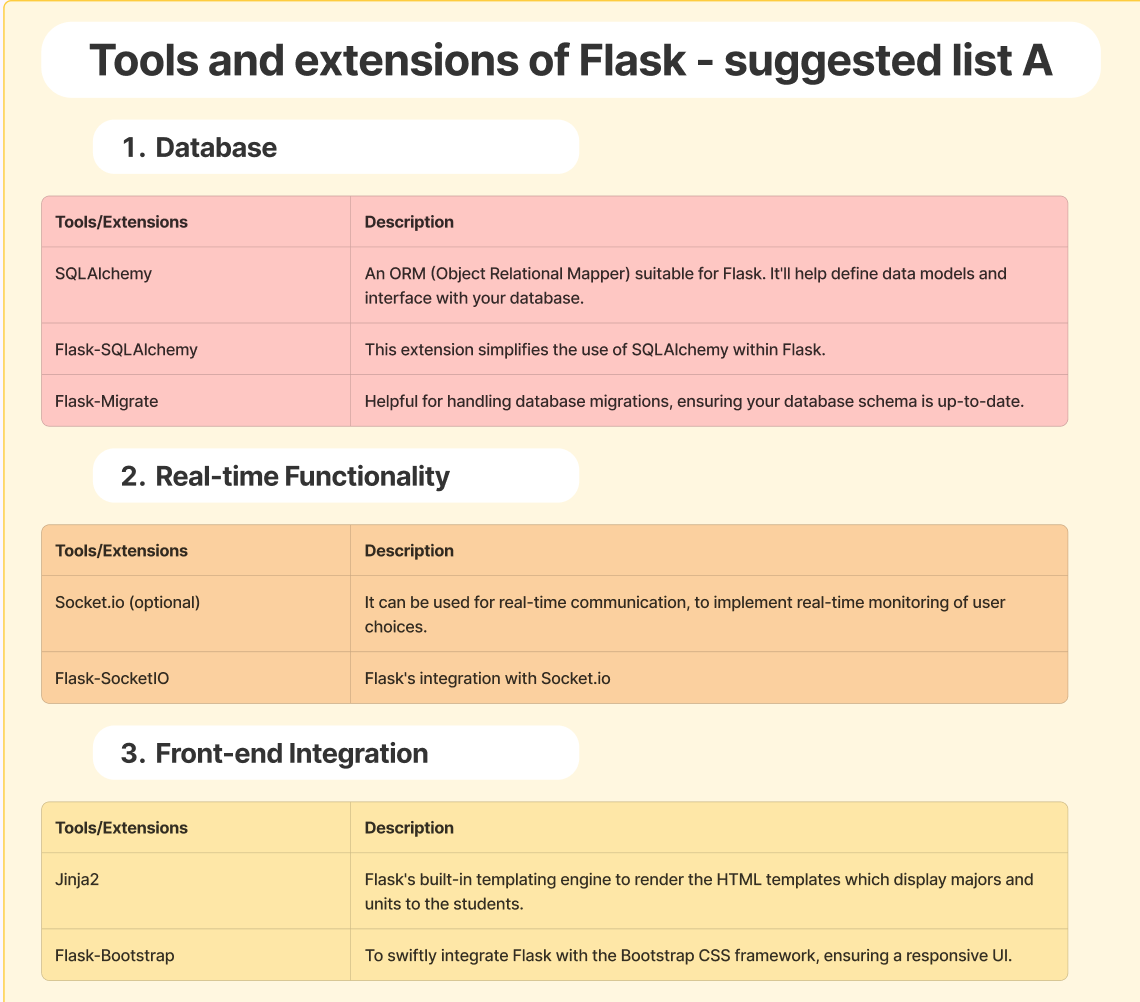 Tools and extensions of Flask - suggested list A
1. Database
Tools/Extensions
Description
SQLAlchemy
An ORM (Object Relational Mapper) suitable for Flask. It'll help define data models and
interface with your database.
Flask-SQLAlchemy
This extension simplifies the use of SQLAlchemy within Flask.
Flask-Migrate
Helpful for handling database migrations, ensuring your database schema is up-to-date.
2. Real-time Functionality
Tools/Extensions
Description
Socket.io (optional)
It can be used for real-time communication, to implement real-time monitoring of user
choices.
Flask-SocketIO
Flask's integration with Socket.io
3. Front-end Integration
Tools/Extensions
Description
Jinja2
Flask's built-in templating engine to render the HTML templates which display majors and
units to the students.
Flask-Bootstrap
To swiftly integrate Flask with the Bootstrap CSS framework, ensuring a responsive UI.